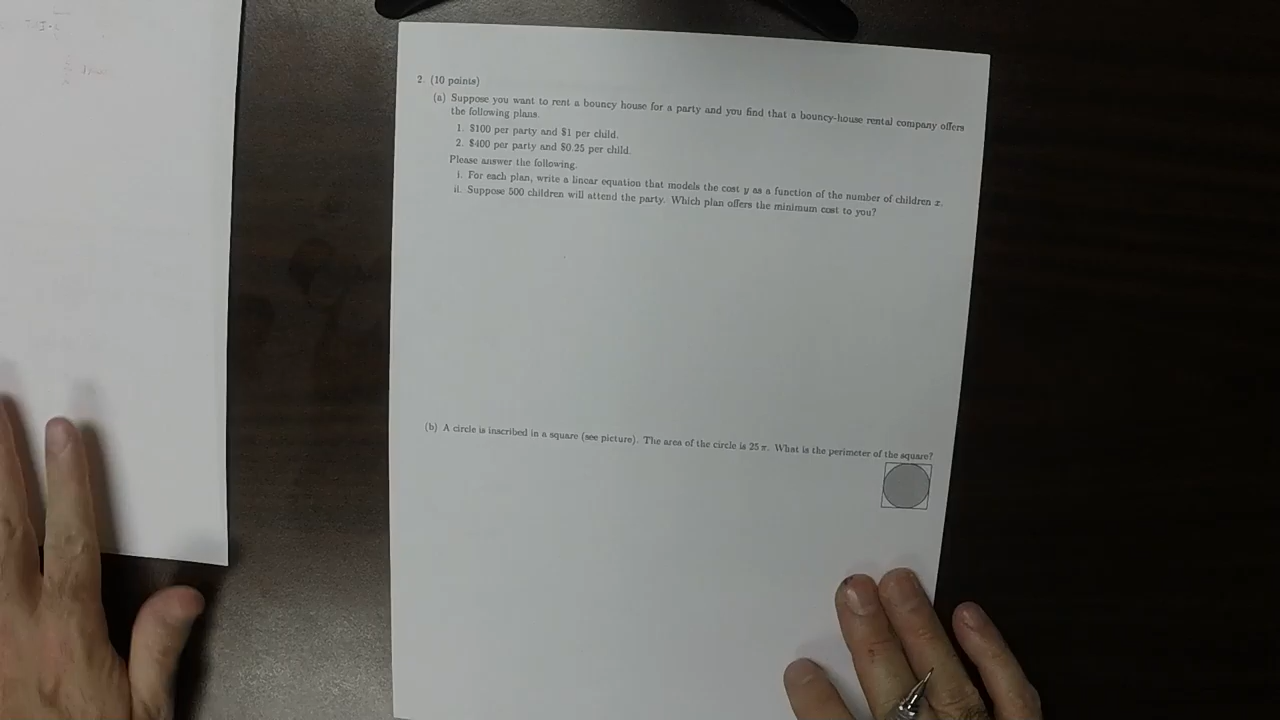 2. (10 points)
(a) Suppose you want to rent a bouncy house for a party and you find that a bouncy-house rental company offers
the following plans.
1. $100 per party and $1 per child.
2. $400 per party and $0.25 per child.
Please answer the following.
i. For each plan, write a linear equation that models the cost y as a function of the number of children x.
ii. Suppose 500 children will attend the party. Which plan offers the minimum cost to you?
(b) A circle is inscribed in a square (see picture). The area of the circle is 25 π. What is the perimeter of the square?